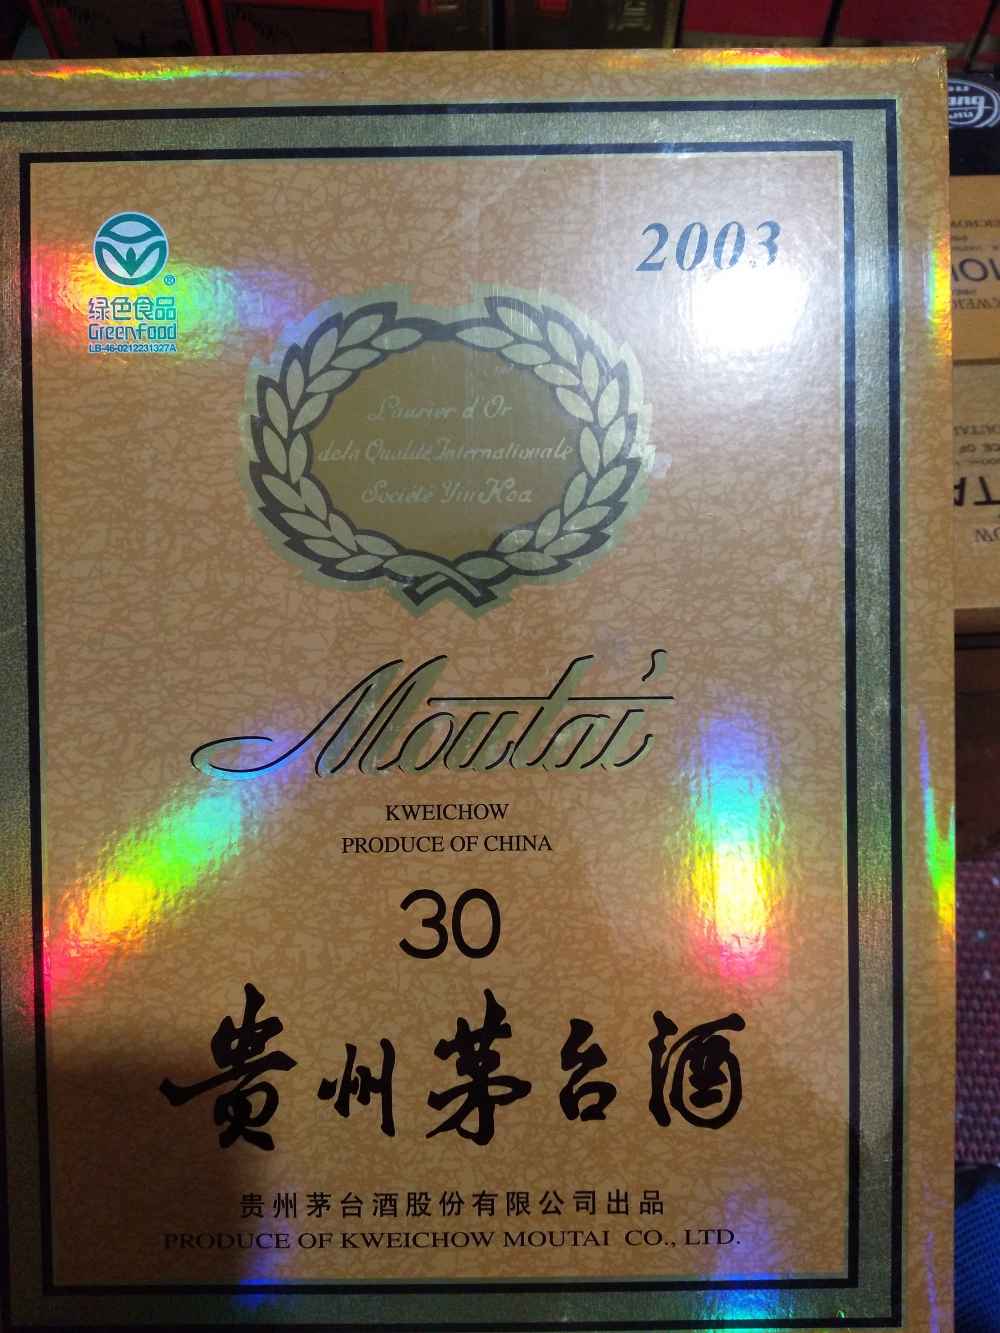 2003
绿色食品
®
GreenFood
LB-46-0212231327A
Laurier d'Or
de la Qualité Internationale
Société Yiu Hoa
Moutai
KWEICHOW
PRODUCE OF CHINA
30
贵州茅台酒
贵州茅台酒股份有限公司出品
PRODUCE OF KWEICHOW MOUTAI CO., LTD.